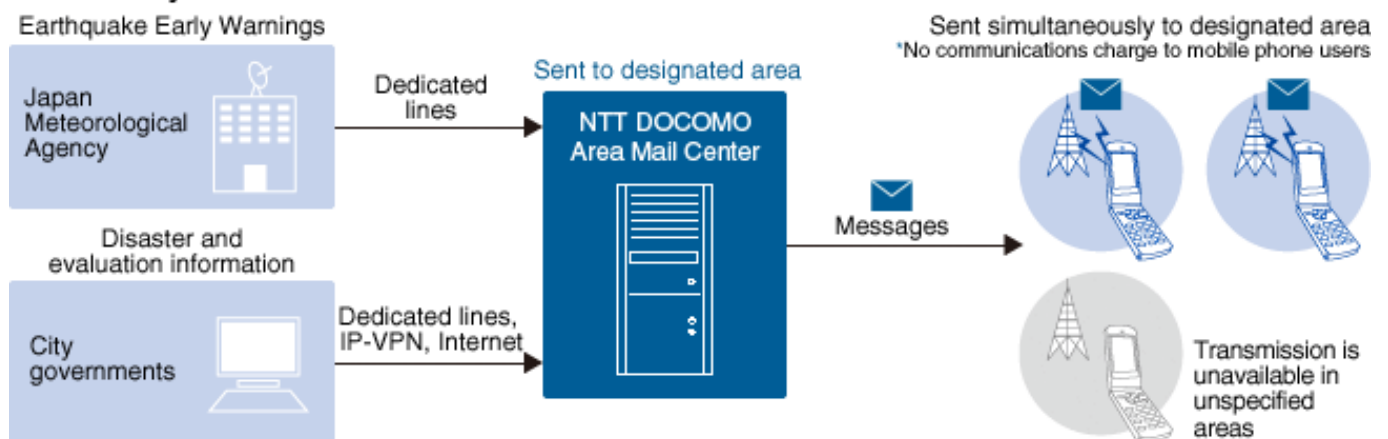 Earthquake Early Warnings
Japan
Meteorological
Agency
Dedicated
lines
Disaster and
evaluation information
City
governments
Dedicated lines,
IP-VPN, Internet
Sent to designated area
NTT DOCOMO
Area Mail Center
Messages
Sent simultaneously to designated area
*No communications charge to mobile phone users
Transmission is
unavailable in
unspecified
areas